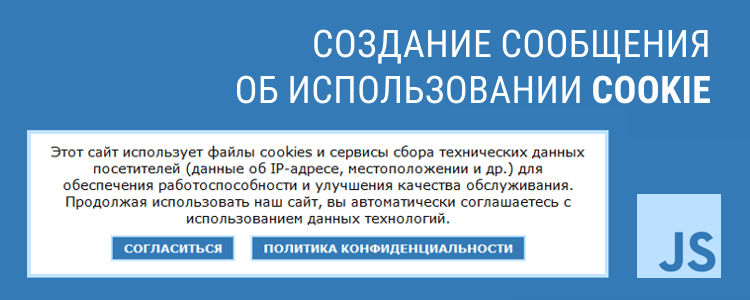 СОЗДАНИЕ СООБЩЕНИЯ
ОБ ИСПОЛЬЗОВАНИИ COOKIE
Этот сайт использует файлы cookies и сервисы сбора технических данных
посетителей (данные об IP-адресе, местоположении и др.) для
обеспечения работоспособности и улучшения качества обслуживания.
Продолжая использовать наш сайт, вы автоматически соглашаетесь с
использованием данных технологий.
СОГЛАСИТЬСЯ ПОЛИТИКА КОНФИДЕНЦИАЛЬНОСТИ
JS